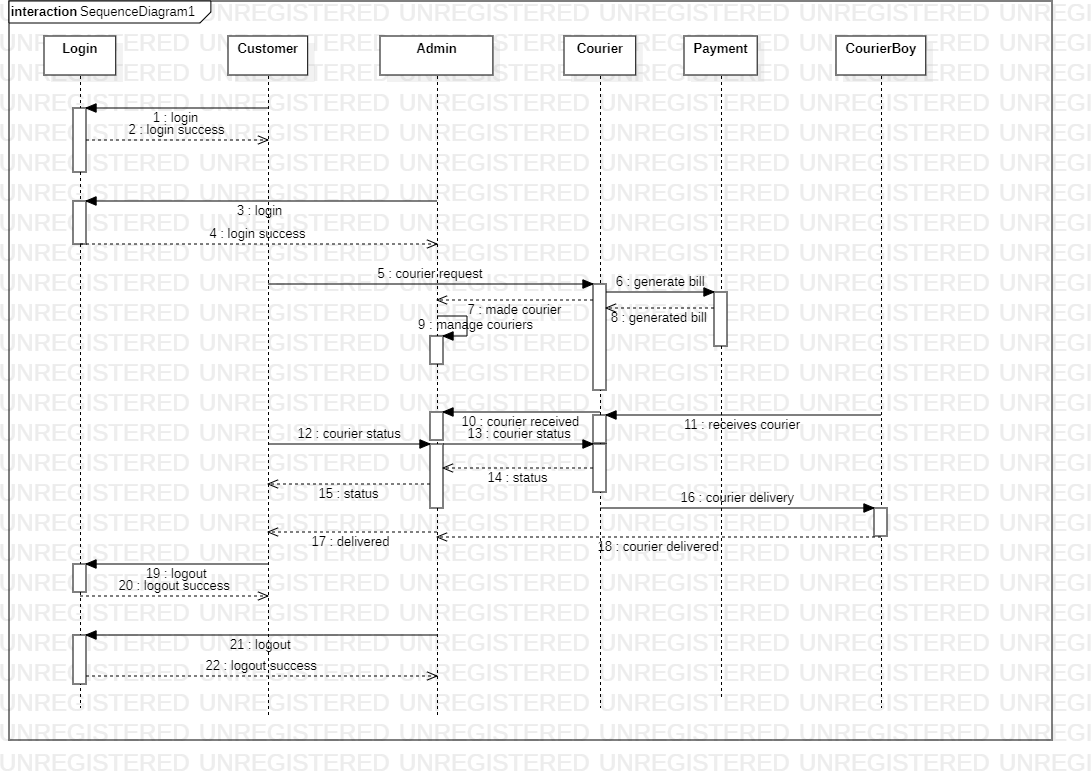 interaction SequenceDiagram1
Login
Customer
Admin
Courier
Payment
CourierBoy
1 : login
2 : login success
3 : login
4 : login success
5 : courier request
6 : generate bill
7 : made courier
8 : generated bill
9 : manage couriers
10 : courier received
11 : receives courier
12 : courier status
13 : courier status
14 : status
15 : status
16 : courier delivery
17 : delivered
18 : courier delivered
19 : logout
20 : logout success
21 : logout
22 : logout success
UNREGISTERED